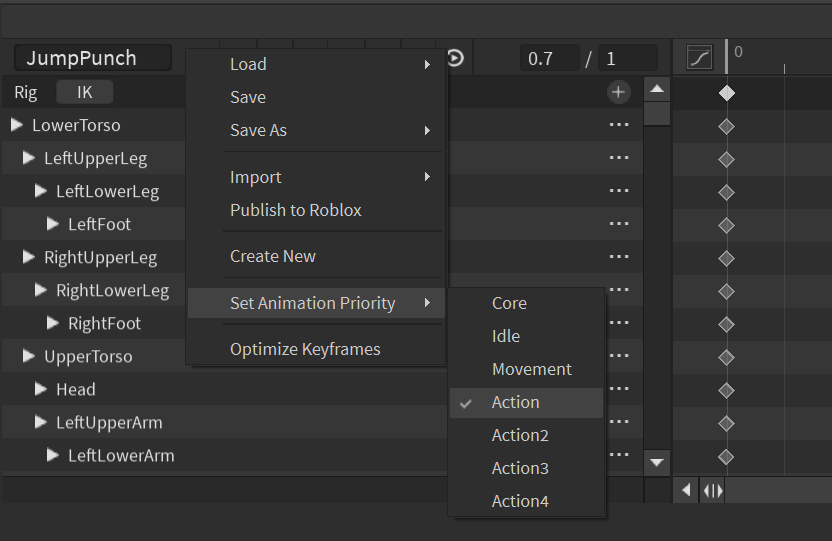 JumpPunch
0.7 / 1
0
Rig IK
LowerTorso
LeftUpperLeg
LeftLowerLeg
LeftFoot
RightUpperLeg
RightLowerLeg
RightFoot
UpperTorso
Head
LeftUpperArm
LeftLowerArm
Load
Save
Save As
Import
Publish to Roblox
Create New
Set Animation Priority
Optimize Keyframes
Core
Idle
Movement
Action
Action2
Action3
Action4